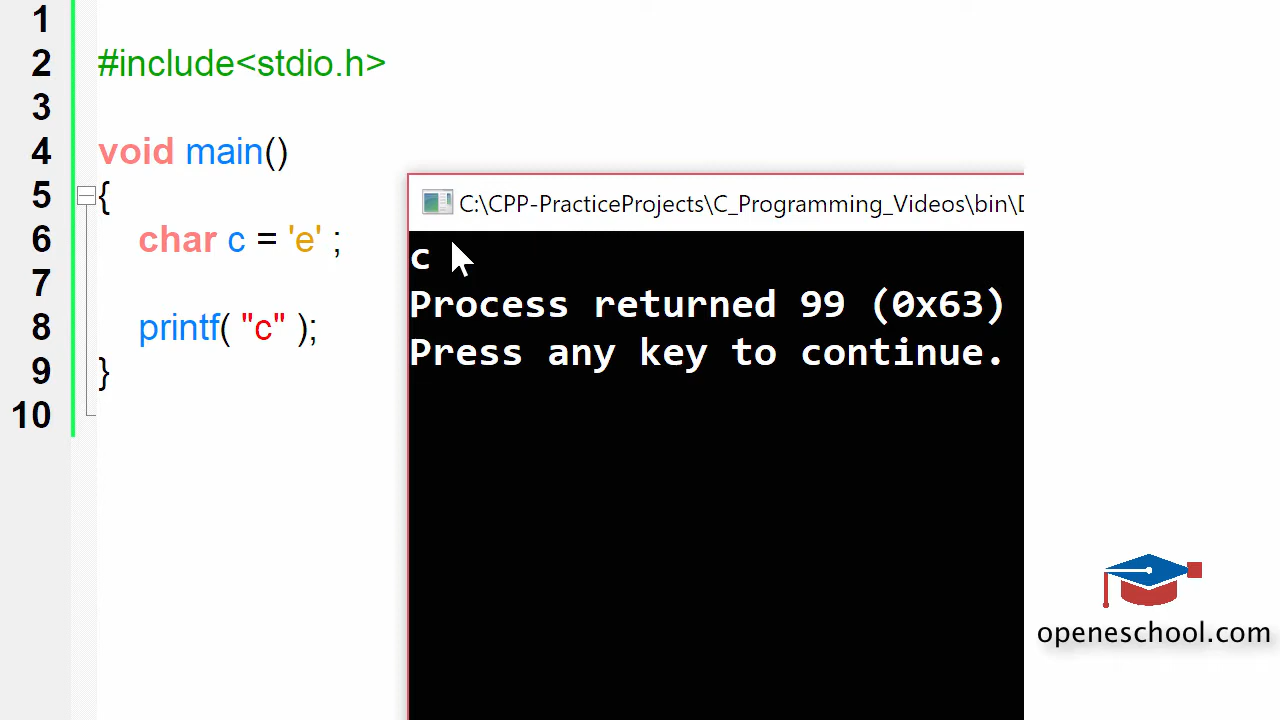 1
2 #include<stdio.h>
3
4 void main()
5 {
6 char c = 'e' ;
7
8 printf( "c" );
9 }
10
C:\CPP-PracticeProjects\C_Programming_Videos\bin\D
c
Process returned 99 (0x63)
Press any key to continue.
openeschool.com